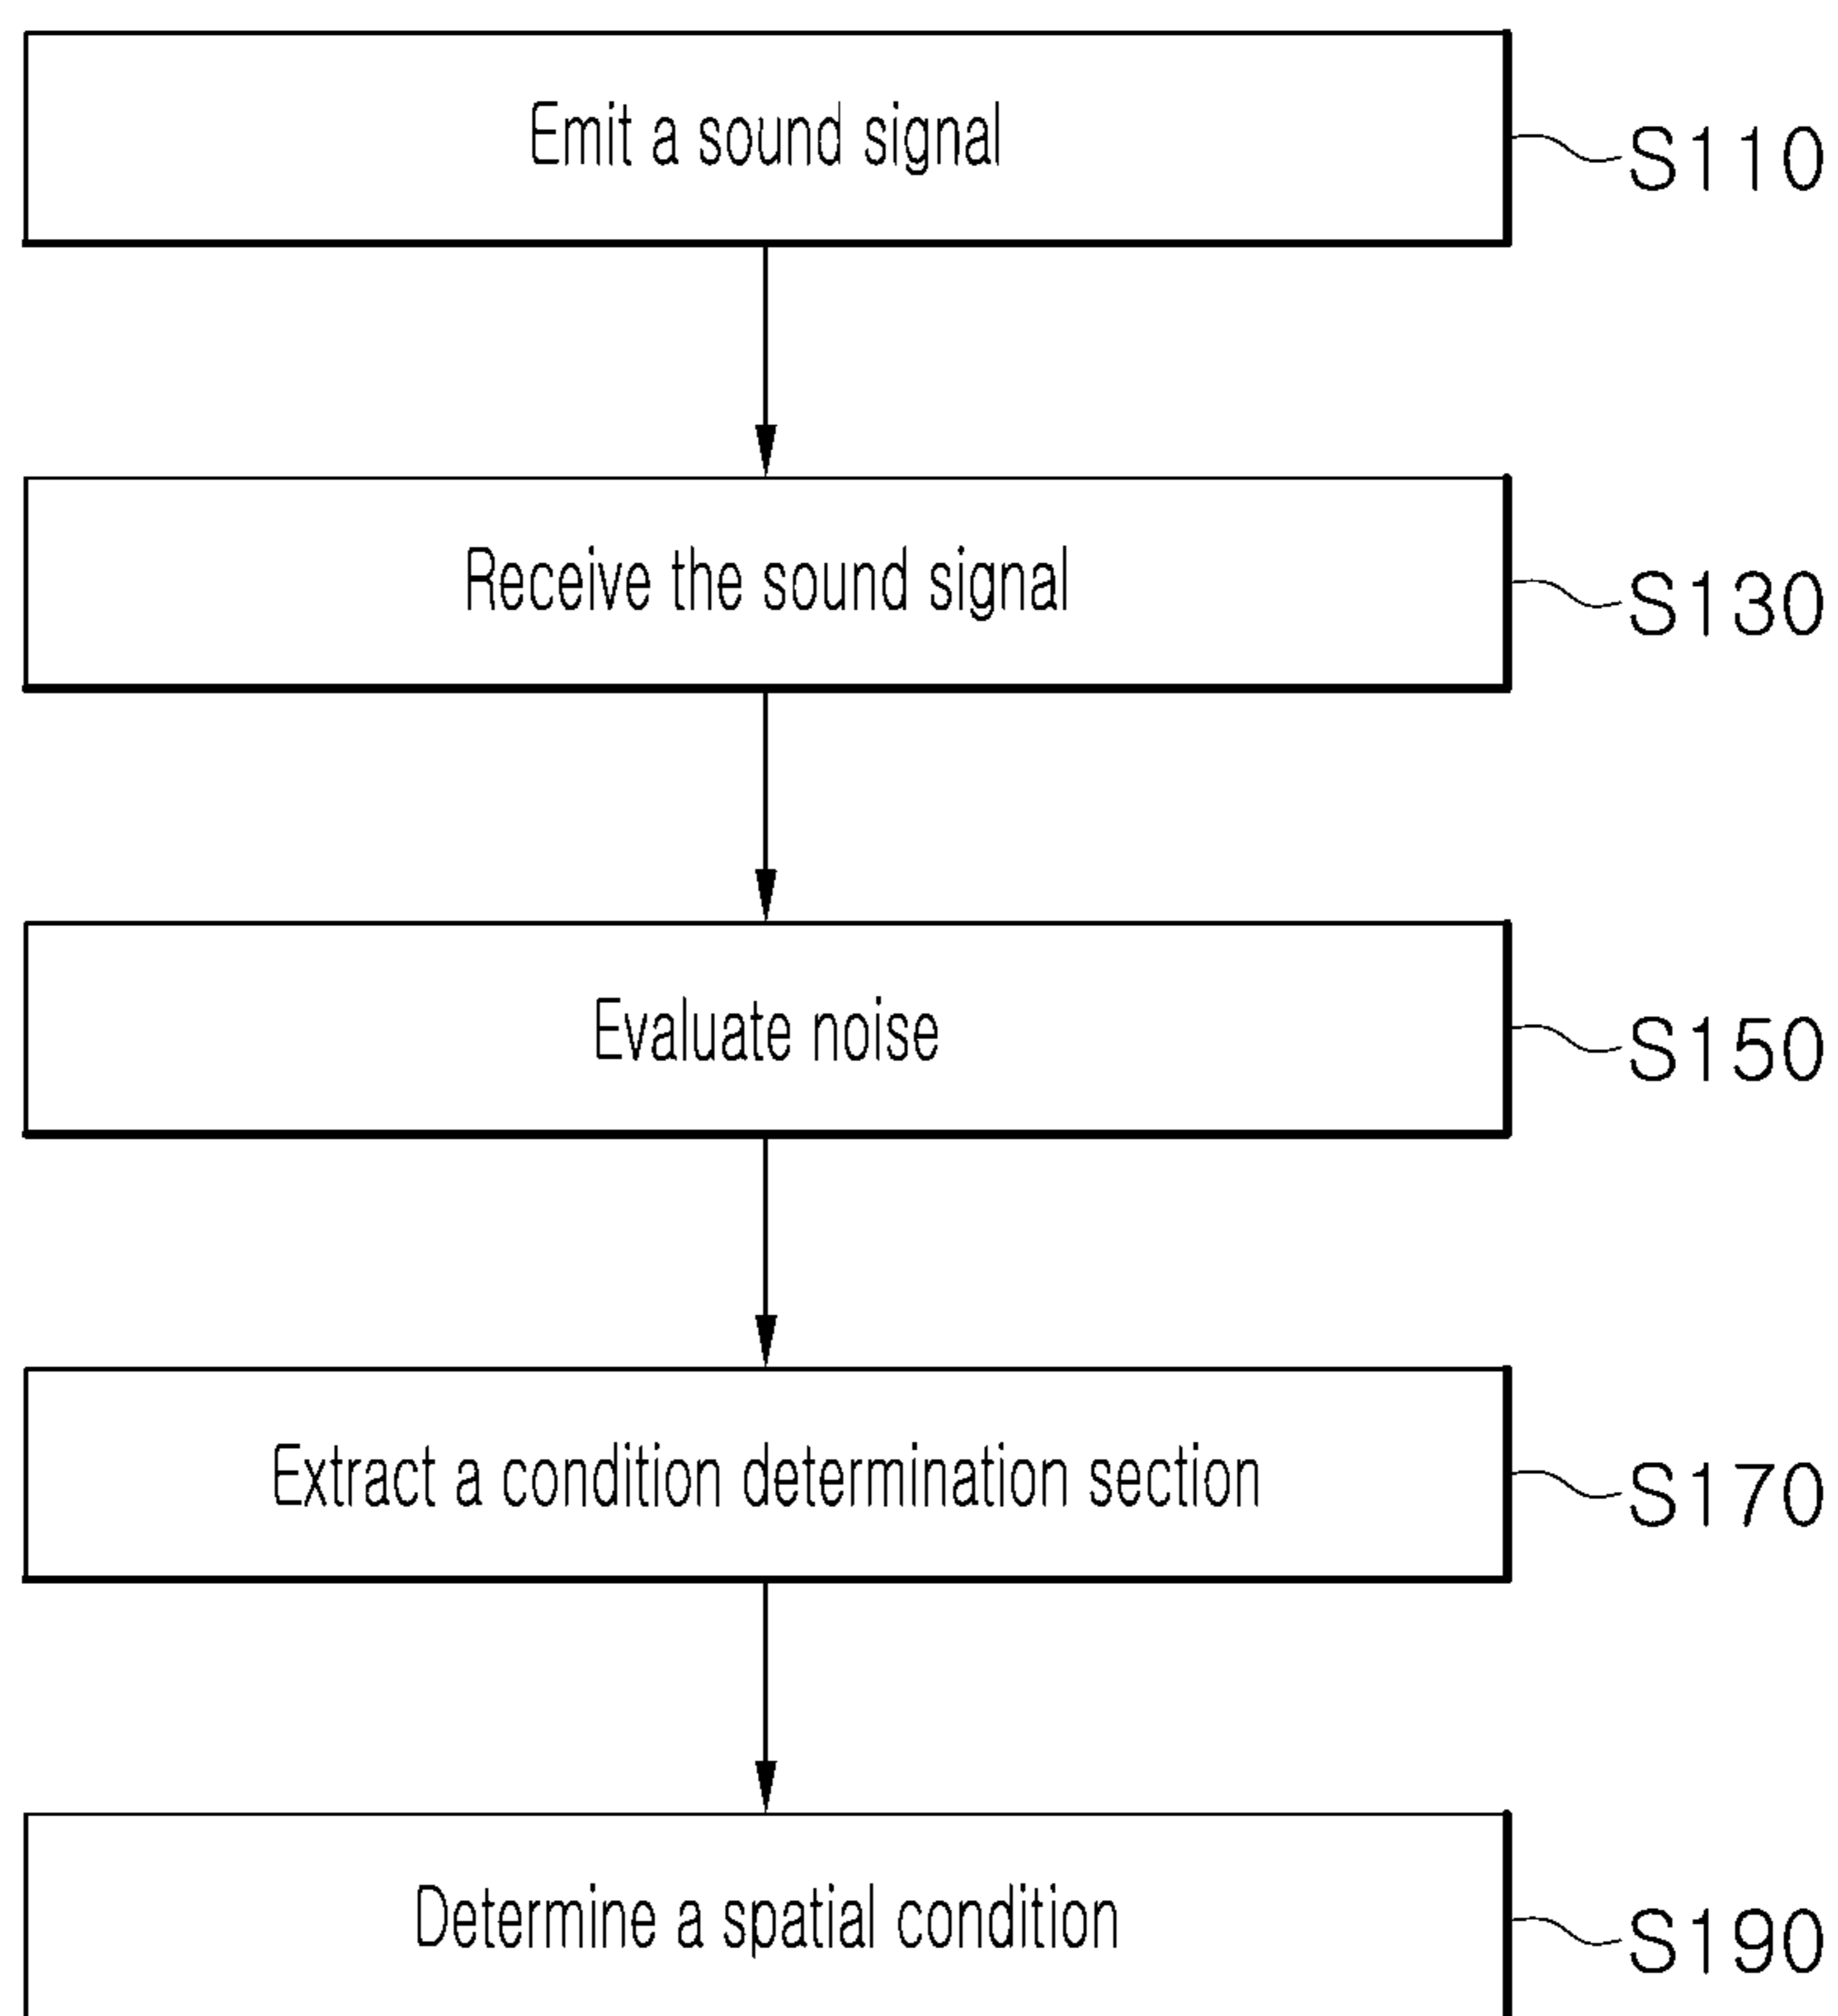 Emit a sound signal
S110
Receive the sound signal
S130
Evaluate noise
S150
Extract a condition determination section
S170
Determine a spatial condition
S190